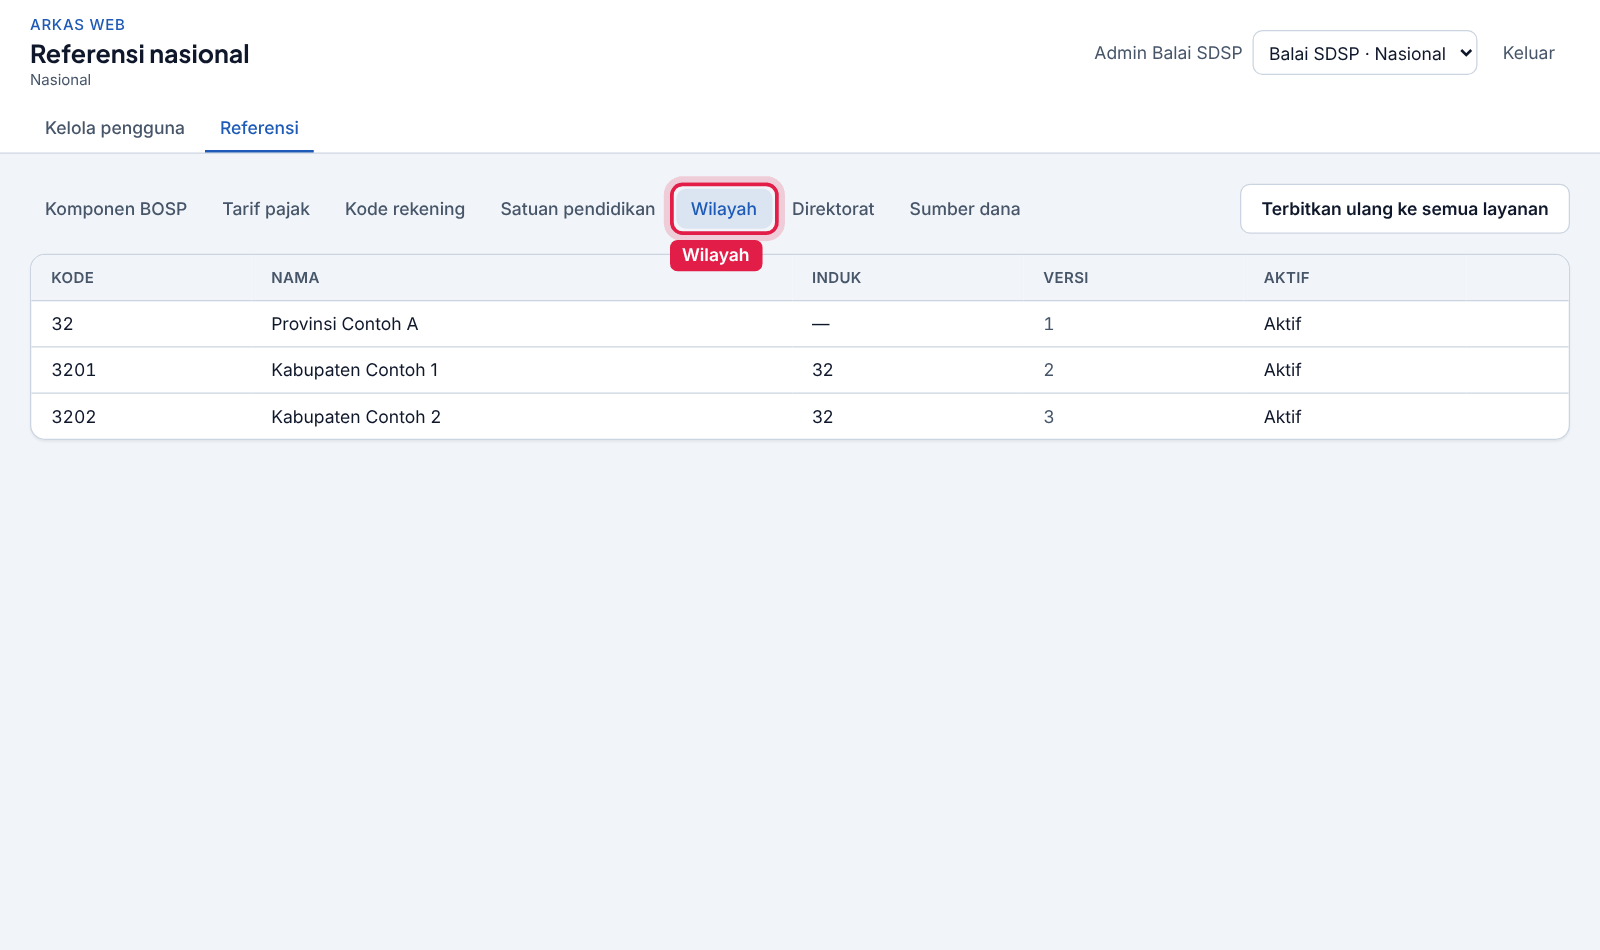 ARKAS WEB
Referensi nasional
Nasional
Admin Balai SDSP
Balai SDSP · Nasional
Keluar
Kelola pengguna
Referensi
Komponen BOSP
Tarif pajak
Kode rekening
Satuan pendidikan
Wilayah
Direktorat
Sumber dana
Terbitkan ulang ke semua layanan
Wilayah
KODE NAMA INDUK VERSI AKTIF
32 Provinsi Contoh A — 1 Aktif
3201 Kabupaten Contoh 1 32 2 Aktif
3202 Kabupaten Contoh 2 32 3 Aktif